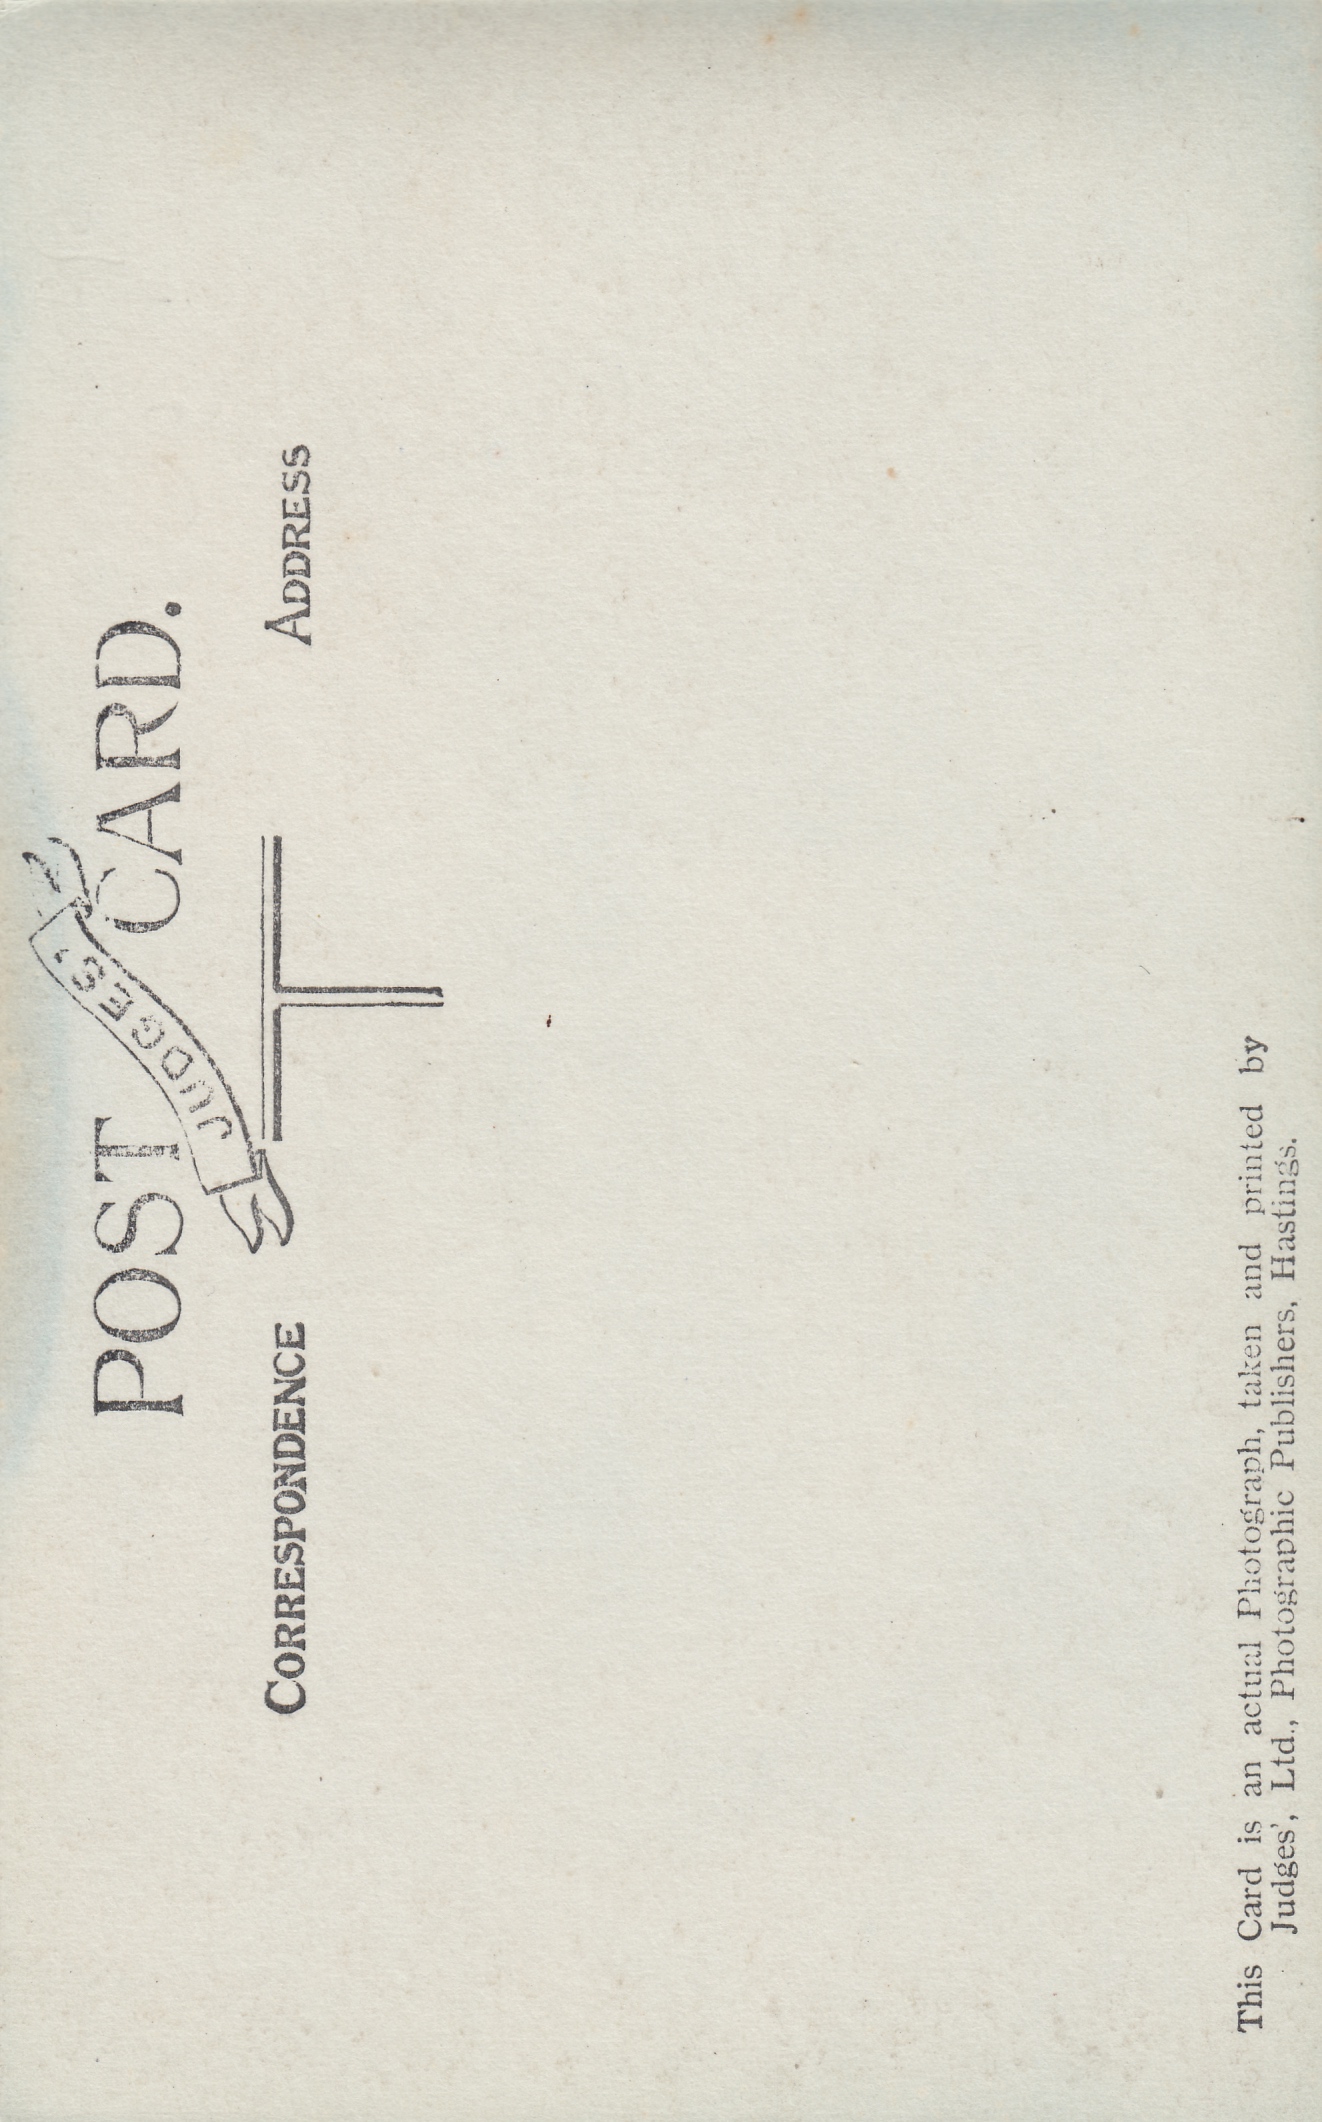 POST CARD.
JUDGES'
CORRESPONDENCE
ADDRESS
This Card is an actual Photograph, taken and printed by
Judges', Ltd., Photographic Publishers, Hastings.